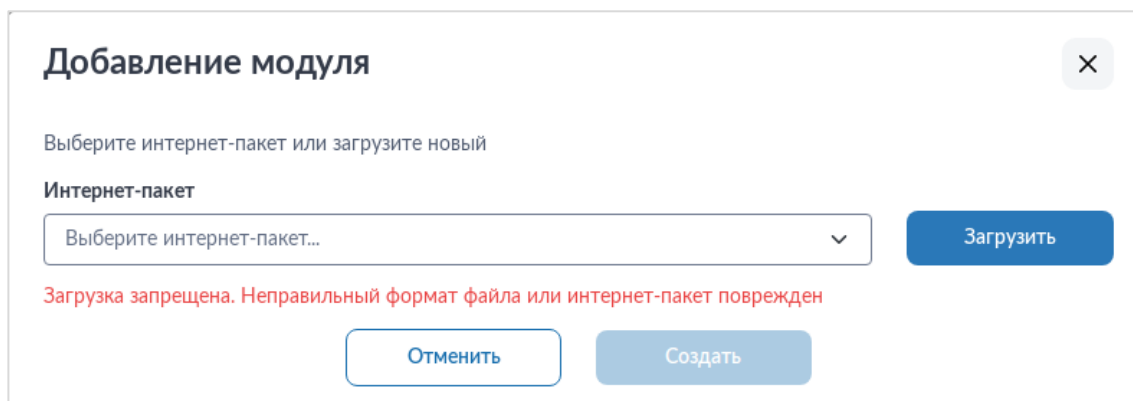 Добавление модуля
Выберите интернет-пакет или загрузите новый
Интернет-пакет
Выберите интернет-пакет...
Загрузить
Загрузка запрещена. Неправильный формат файла или интернет-пакет поврежден
Отменить
Создать